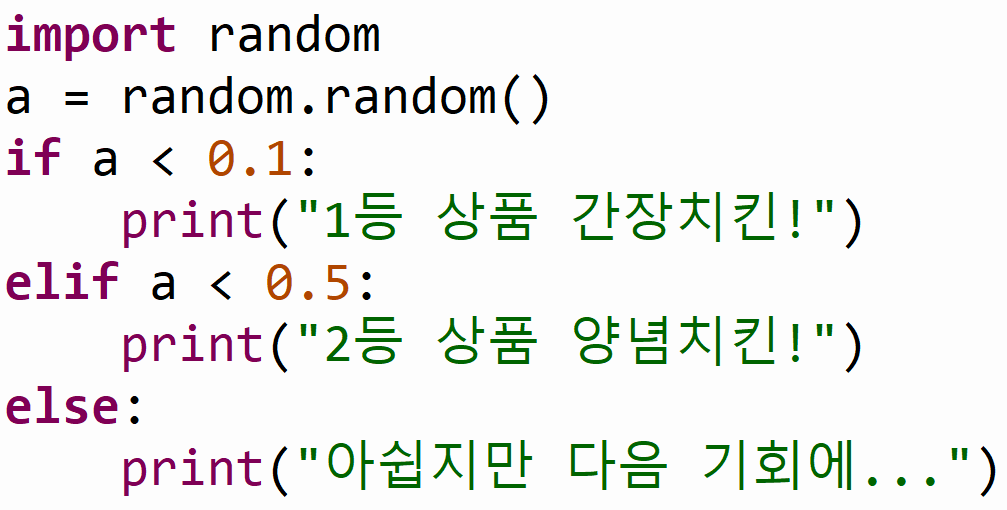 import random
a = random.random()
if a < 0.1:
    print("1등 상품 간장치킨!")
elif a < 0.5:
    print("2등 상품 양념치킨!")
else:
    print("아쉽지만 다음 기회에...")